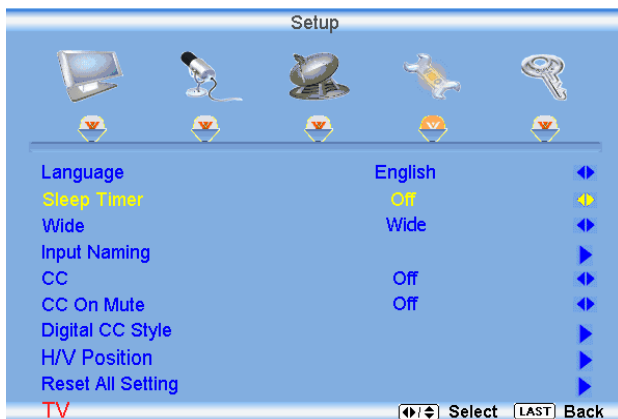 Setup
Language English
Sleep Timer Off
Wide Wide
Input Naming
CC Off
CC On Mute Off
Digital CC Style
H/V Position
Reset All Setting
TV / Select LAST Back